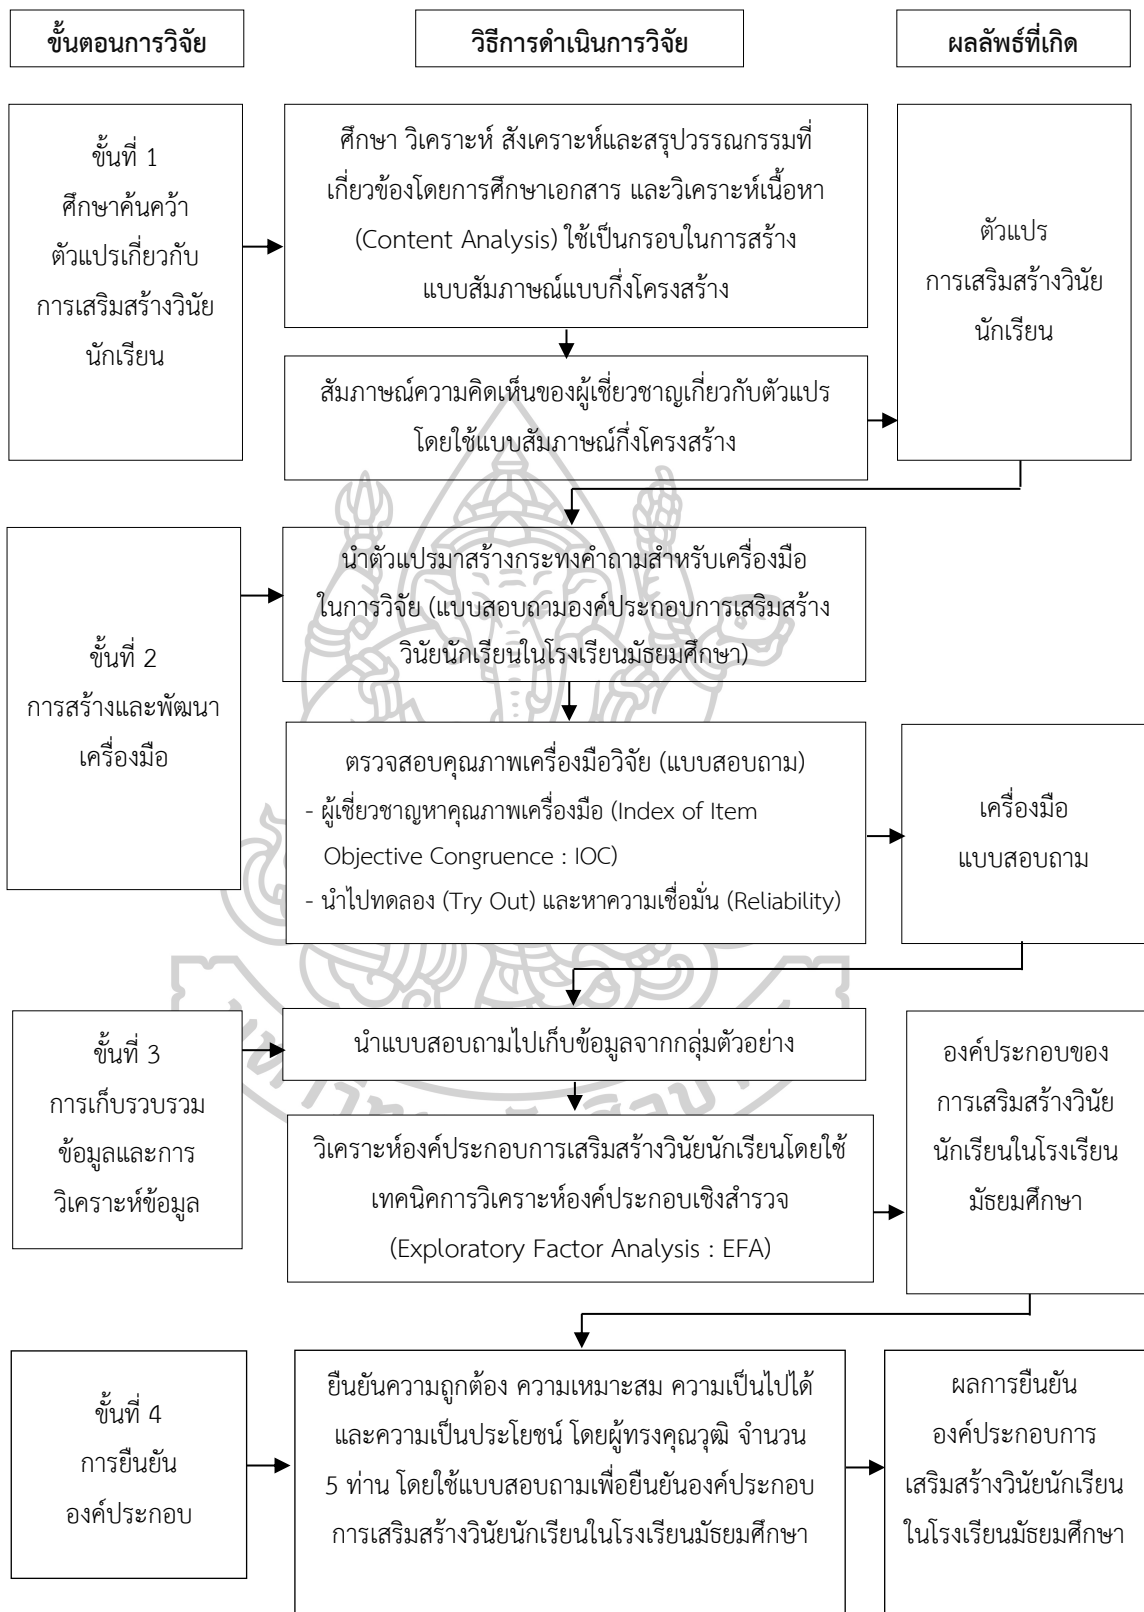 ขั้นตอนการวิจัย
วิธีการดำเนินการวิจัย
ผลลัพธ์ที่เกิด
ขั้นที่ 1
ศึกษาค้นคว้า
ตัวแปรเกี่ยวกับ
การเสริมสร้างวินัย
นักเรียน
ศึกษา วิเคราะห์ สังเคราะห์และสรุปวรรณกรรมที่
เกี่ยวข้องโดยการศึกษาเอกสาร และวิเคราะห์เนื้อหา
(Content Analysis) ใช้เป็นกรอบในการสร้าง
แบบสัมภาษณ์แบบกึ่งโครงสร้าง
สัมภาษณ์ความคิดเห็นของผู้เชี่ยวชาญเกี่ยวกับตัวแปร
โดยใช้แบบสัมภาษณ์กึ่งโครงสร้าง
ตัวแปร
การเสริมสร้างวินัย
นักเรียน
ขั้นที่ 2
การสร้างและพัฒนา
เครื่องมือ
นำตัวแปรมาสร้างกระทงคำถามสำหรับเครื่องมือ
ในการวิจัย (แบบสอบถามองค์ประกอบการเสริมสร้าง
วินัยนักเรียนในโรงเรียนมัธยมศึกษา)
ตรวจสอบคุณภาพเครื่องมือวิจัย (แบบสอบถาม)
- ผู้เชี่ยวชาญหาคุณภาพเครื่องมือ (Index of Item
Objective Congruence : IOC)
- นำไปทดลอง (Try Out) และหาความเชื่อมั่น (Reliability)
เครื่องมือ
แบบสอบถาม
ขั้นที่ 3
การเก็บรวบรวม
ข้อมูลและการ
วิเคราะห์ข้อมูล
นำแบบสอบถามไปเก็บข้อมูลจากกลุ่มตัวอย่าง
วิเคราะห์องค์ประกอบการเสริมสร้างวินัยนักเรียนโดยใช้
เทคนิคการวิเคราะห์องค์ประกอบเชิงสำรวจ
(Exploratory Factor Analysis : EFA)
องค์ประกอบของ
การเสริมสร้างวินัย
นักเรียนในโรงเรียน
มัธยมศึกษา
ขั้นที่ 4
การยืนยัน
องค์ประกอบ
ยืนยันความถูกต้อง ความเหมาะสม ความเป็นไปได้
และความเป็นประโยชน์ โดยผู้ทรงคุณวุฒิ จำนวน
5 ท่าน โดยใช้แบบสอบถามเพื่อยืนยันองค์ประกอบ
การเสริมสร้างวินัยนักเรียนในโรงเรียนมัธยมศึกษา
ผลการยืนยัน
องค์ประกอบการ
เสริมสร้างวินัยนักเรียน
ในโรงเรียนมัธยมศึกษา